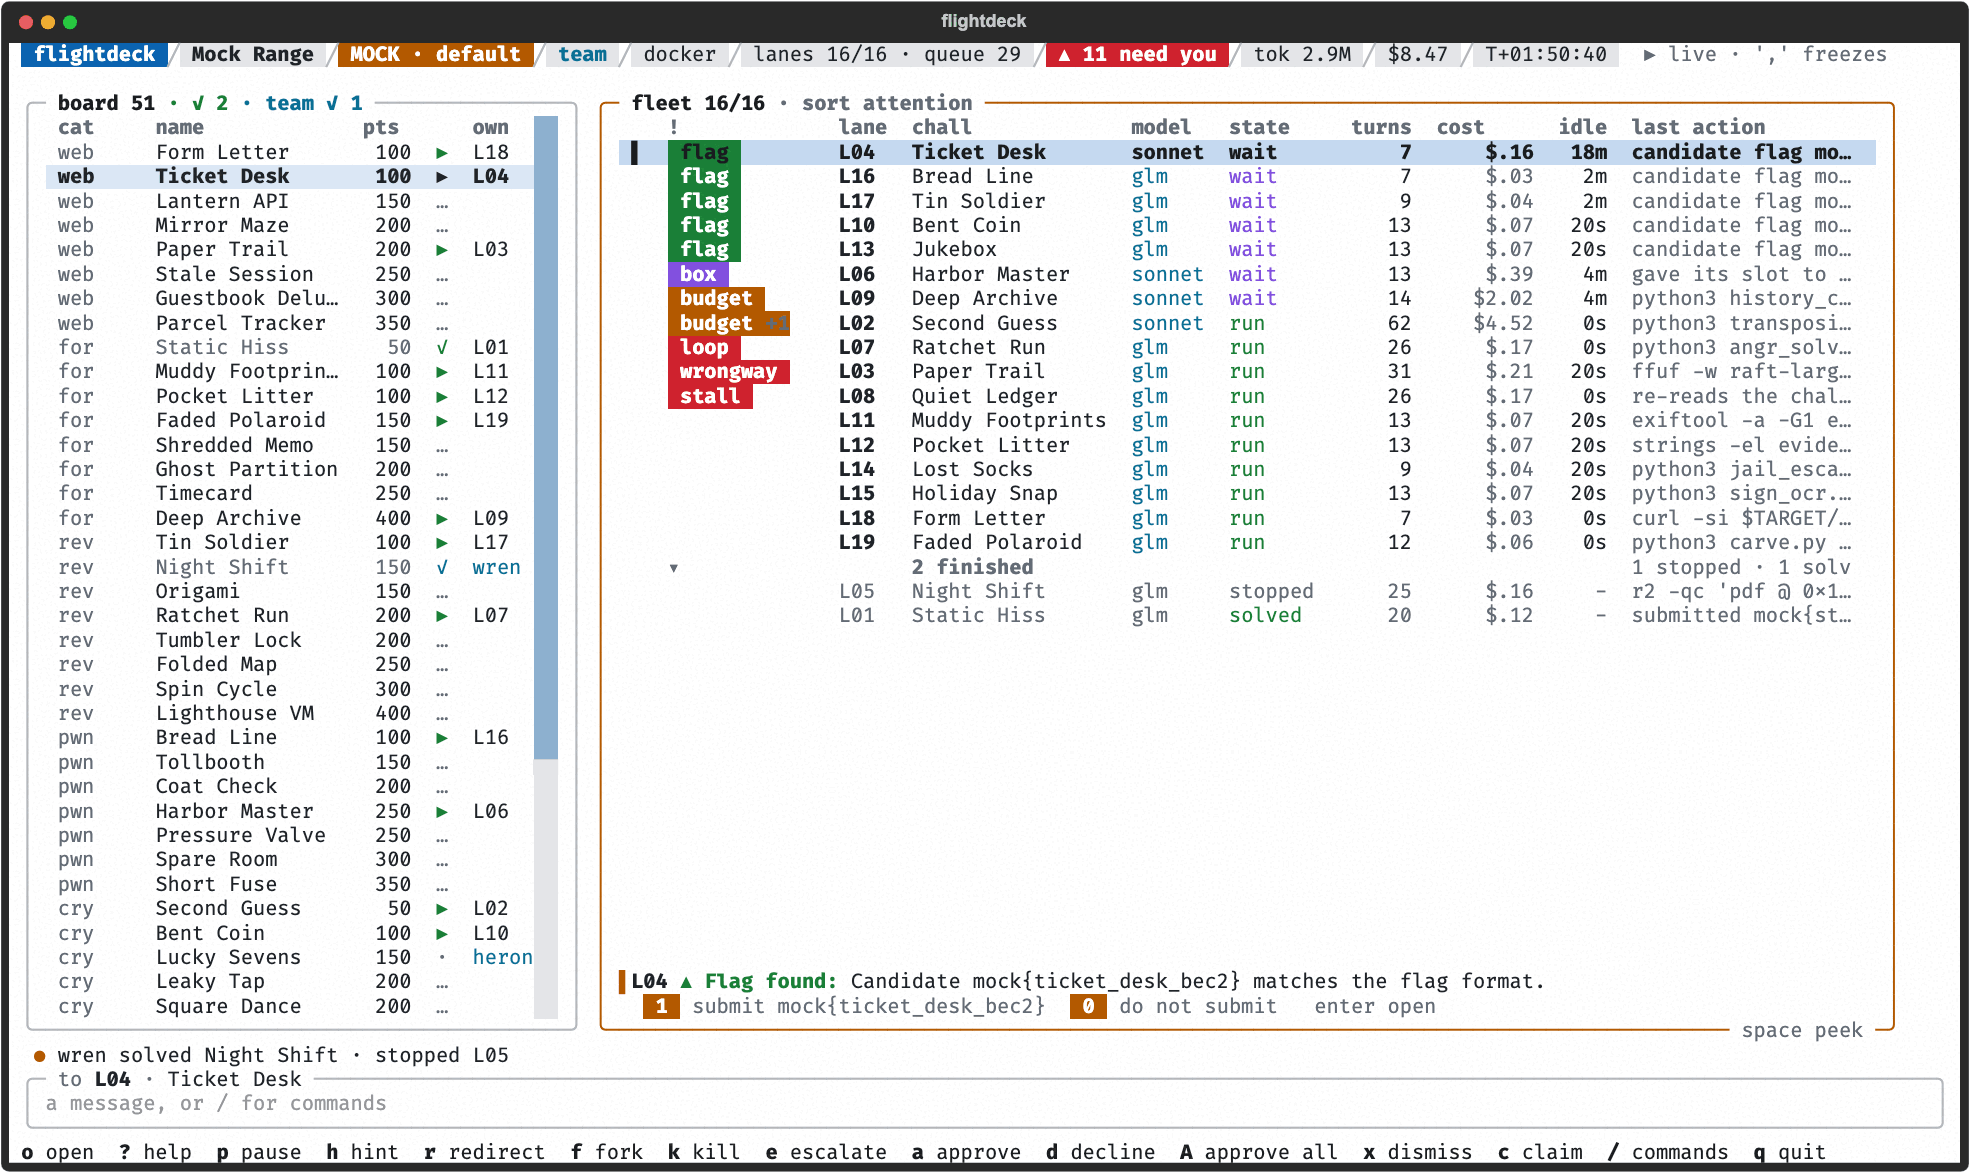 flightdeck
flightdeck / Mock Range / MOCK · default / team / docker / lanes 16/16 · queue 29 / ▲ 11 need you / tok 2.9M / $8.47 / T+01:50:40 ▶ live · ',' freezes
board 51 · √ 2 · team √ 1
cat name pts own
web Form Letter 100 ▶ L18
web Ticket Desk 100 ▶ L04
web Lantern API 150 …
web Mirror Maze 200 …
web Paper Trail 200 ▶ L03
web Stale Session 250 …
web Guestbook Delu… 300 …
web Parcel Tracker 350 …
for Static Hiss 50 √ L01
for Muddy Footprin… 100 ▶ L11
for Pocket Litter 100 ▶ L12
for Faded Polaroid 150 ▶ L19
for Shredded Memo 150 …
for Ghost Partition 200 …
for Timecard 250 …
for Deep Archive 400 ▶ L09
rev Tin Soldier 100 ▶ L17
rev Night Shift 150 √ wren
rev Origami 150 …
rev Ratchet Run 200 ▶ L07
rev Tumbler Lock 200 …
rev Folded Map 250 …
rev Spin Cycle 300 …
rev Lighthouse VM 400 …
pwn Bread Line 100 ▶ L16
pwn Tollbooth 150 …
pwn Coat Check 200 …
pwn Harbor Master 250 ▶ L06
pwn Pressure Valve 250 …
pwn Spare Room 300 …
pwn Short Fuse 350 …
cry Second Guess 50 ▶ L02
cry Bent Coin 100 ▶ L10
cry Lucky Sevens 150 · heron
cry Leaky Tap 200 …
cry Square Dance 200 …
fleet 16/16 · sort attention
! lane chall model state turns cost idle last action
flag L04 Ticket Desk sonnet wait 7 $.16 18m candidate flag mo…
flag L16 Bread Line glm wait 7 $.03 2m candidate flag mo…
flag L17 Tin Soldier glm wait 9 $.04 2m candidate flag mo…
flag L10 Bent Coin glm wait 13 $.07 20s candidate flag mo…
flag L13 Jukebox glm wait 13 $.07 20s candidate flag mo…
box L06 Harbor Master sonnet wait 13 $.39 4m gave its slot to …
budget L09 Deep Archive sonnet wait 14 $2.02 4m python3 history_c…
budget L02 Second Guess sonnet run 62 $4.52 0s python3 transposi…
loop L07 Ratchet Run glm run 26 $.17 0s python3 angr_solv…
wrongway L03 Paper Trail glm run 31 $.21 20s ffuf -w raft-larg…
stall L08 Quiet Ledger glm run 26 $.17 0s re-reads the chal…
L11 Muddy Footprints glm run 13 $.07 20s exiftool -a -G1 e…
L12 Pocket Litter glm run 13 $.07 20s strings -el evide…
L14 Lost Socks glm run 9 $.04 20s python3 jail_esca…
L15 Holiday Snap glm run 13 $.07 20s python3 sign_ocr.…
L18 Form Letter glm run 7 $.03 0s curl -si $TARGET/…
L19 Faded Polaroid glm run 12 $.06 0s python3 carve.py …
▼ 2 finished 1 stopped · 1 solv
L05 Night Shift glm stopped 25 $.16 – r2 -qc 'pdf @ 0×1…
L01 Static Hiss glm solved 20 $.12 – submitted mock{st…
L04 ▲ Flag found: Candidate mock{ticket_desk_bec2} matches the flag format.
1 submit mock{ticket_desk_bec2} 0 do not submit enter open
space peek
● wren solved Night Shift · stopped L05
to L04 · Ticket Desk
a message, or / for commands
o open ? help p pause h hint r redirect f fork k kill e escalate a approve d decline A approve all x dismiss c claim / commands q quit